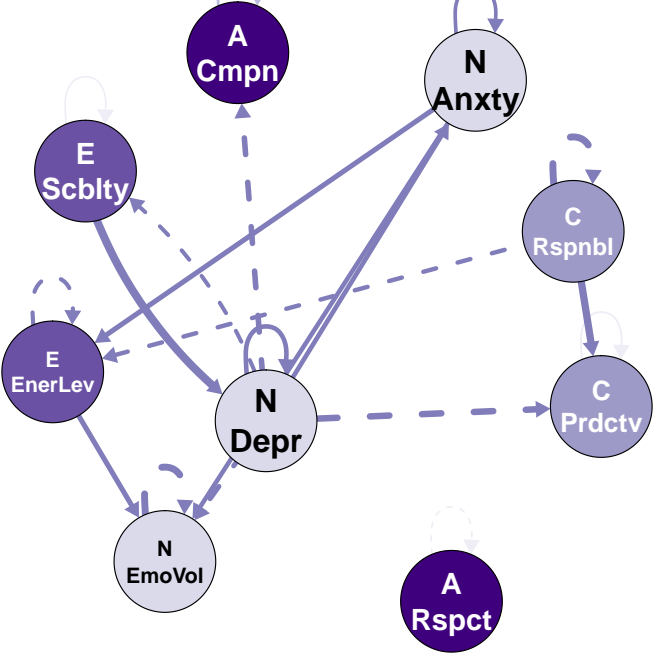 A
Cmpn
N
Anxty
E
Scblty
C
Rspnbl
E
EnerLev
N
Depr
C
Prdctv
N
EmoVol
A
Rspct